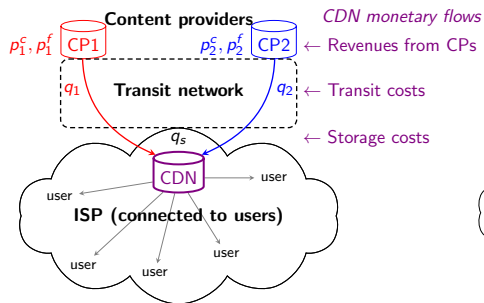 Content providers
CDN monetary flows
p_1^c, p_1^f
CP1
p_2^c, p_2^f
CP2
← Revenues from CPs
q_1
Transit network
q_2
← Transit costs
q_s
← Storage costs
CDN
user
user
ISP (connected to users)
user
user
user